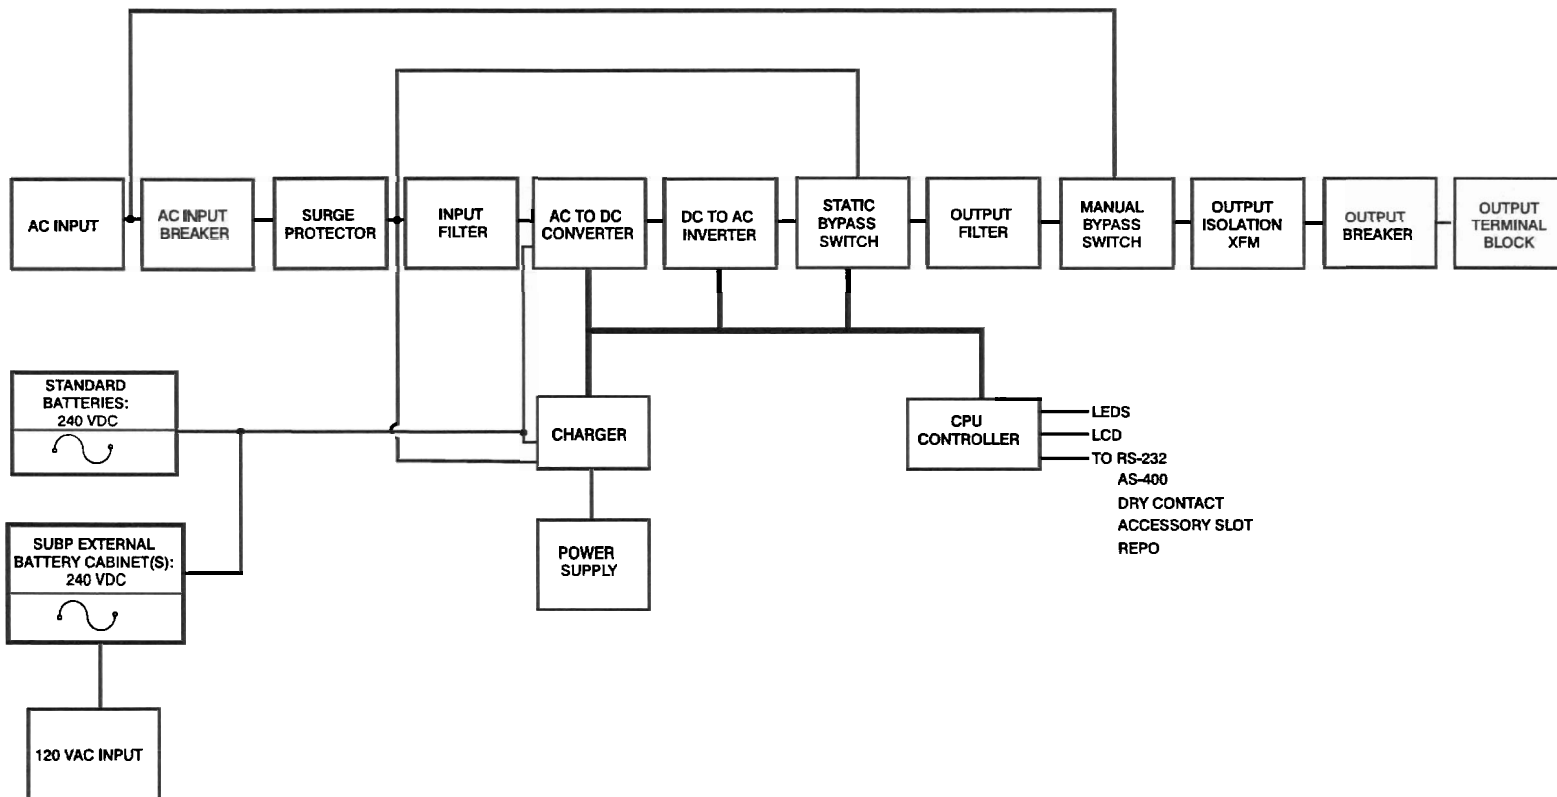 AC INPUT
AC INPUT
BREAKER
SURGE
PROTECTOR
INPUT
FILTER
AC TO DC
CONVERTER
DC TO AC
INVERTER
STATIC
BYPASS
SWITCH
OUTPUT
FILTER
MANUAL
BYPASS
SWITCH
OUTPUT
ISOLATION
XFM
OUTPUT
BREAKER
OUTPUT
TERMINAL
BLOCK
STANDARD
BATTERIES:
240 VDC
CHARGER
CPU
CONTROLLER
LEDS
LCD
TO RS-232
AS-400
DRY CONTACT
ACCESSORY SLOT
REPO
SUBP EXTERNAL
BATTERY CABINET(S):
240 VDC
POWER
SUPPLY
120 VAC INPUT